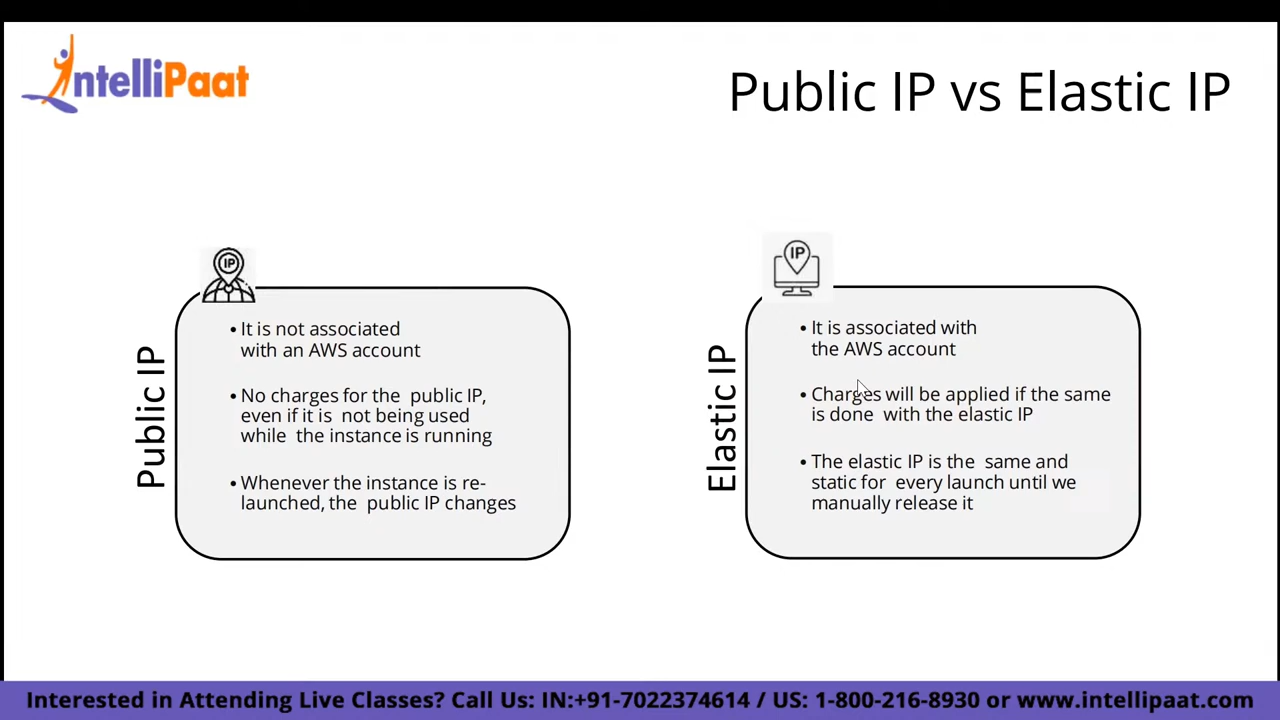 IntelliPaat
Public IP vs Elastic IP
IP
Public IP
• It is not associated
with an AWS account
• No charges for the public IP,
even if it is not being used
while the instance is running
• Whenever the instance is re-
launched, the public IP changes
IP
Elastic IP
• It is associated with
the AWS account
• Charges will be applied if the same
is done with the elastic IP
• The elastic IP is the same and
static for every launch until we
manually release it
Interested in Attending Live Classes? Call Us: IN:+91-7022374614 / US: 1-800-216-8930 or www.intellipaat.com